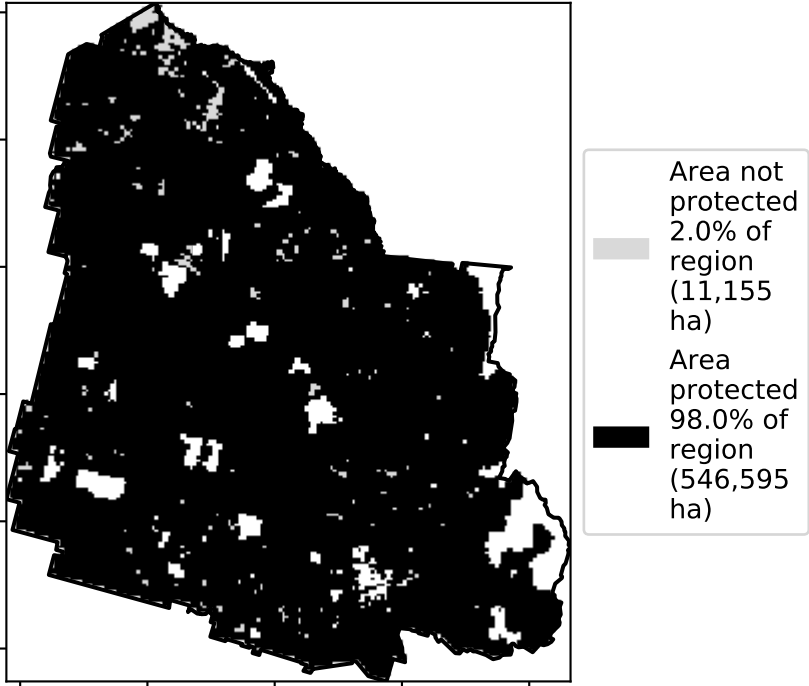 Area not
protected
2.0% of
region
(11,155
ha)
Area
protected
98.0% of
region
(546,595
ha)